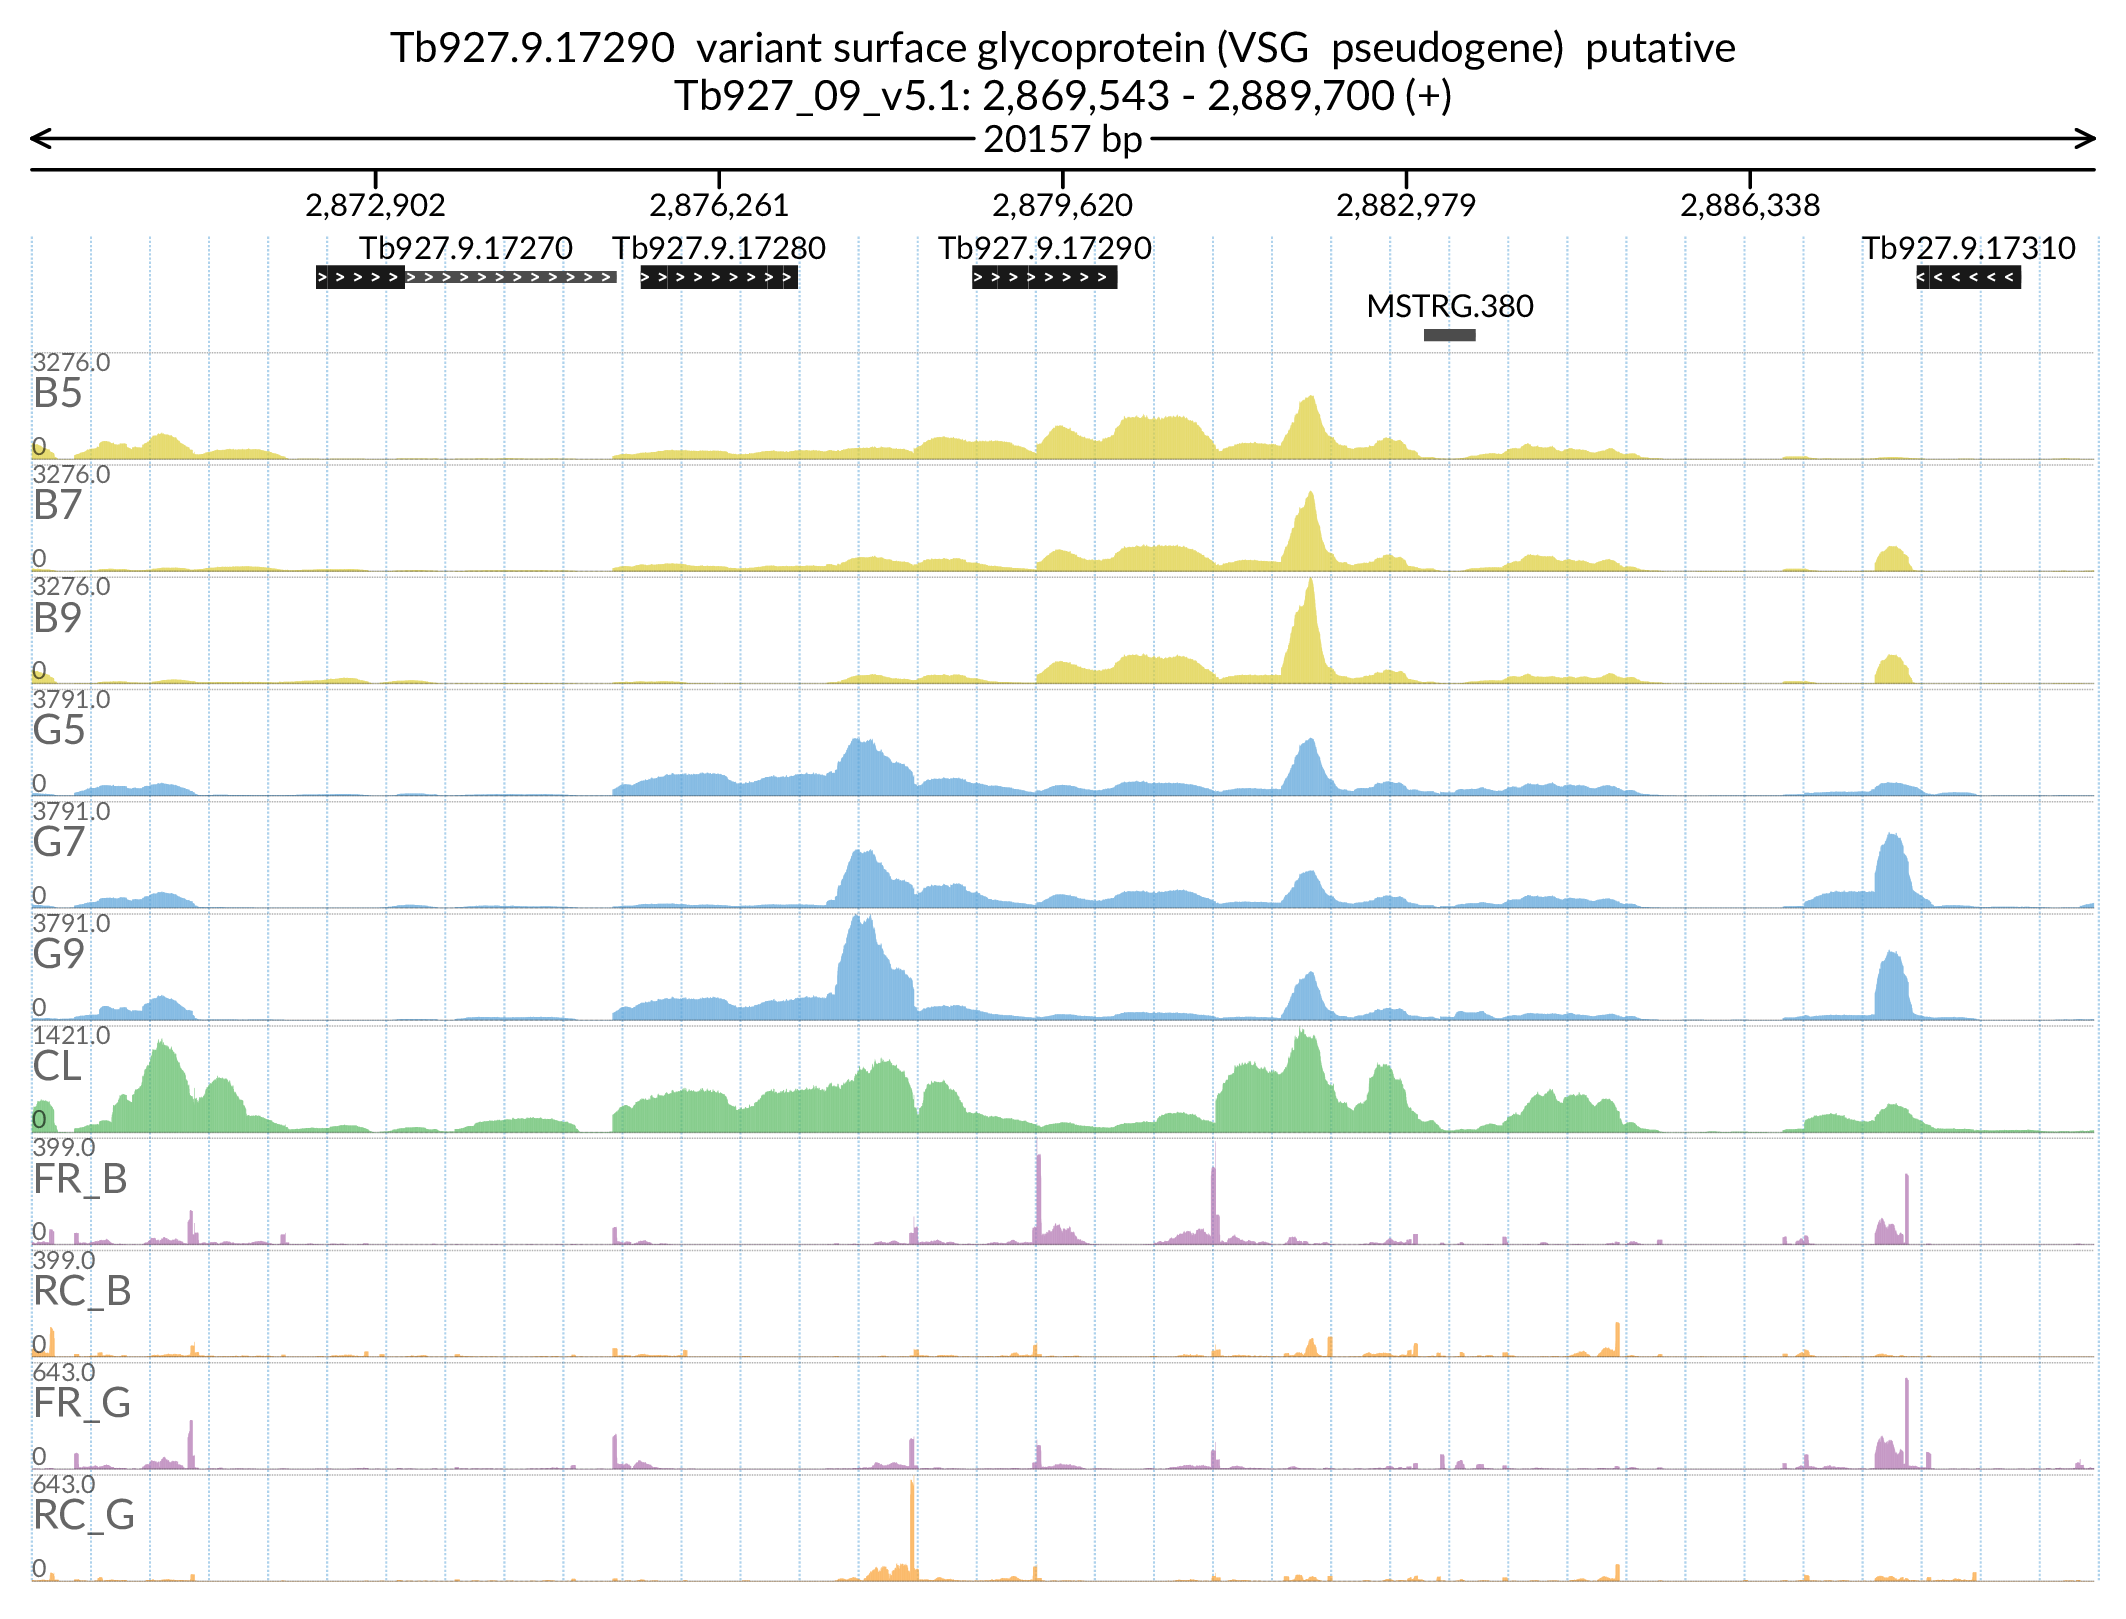 Tb927.9.17290 variant surface glycoprotein (VSG pseudogene) putative
Tb927_09_v5.1: 2,869,543 - 2,889,700 (+)
20157 bp
2,872,902 2,876,261 2,879,620 2,882,979 2,886,338
Tb927.9.17270 Tb927.9.17280 Tb927.9.17290 Tb927.9.17310
MSTRG.380
3276.0
B5
0
3276.0
B7
0
3276.0
B9
0
3791.0
G5
0
3791.0
G7
0
3791.0
G9
0
1421.0
CL
0
399.0
FR_B
0
399.0
RC_B
0
643.0
FR_G
0
643.0
RC_G
0